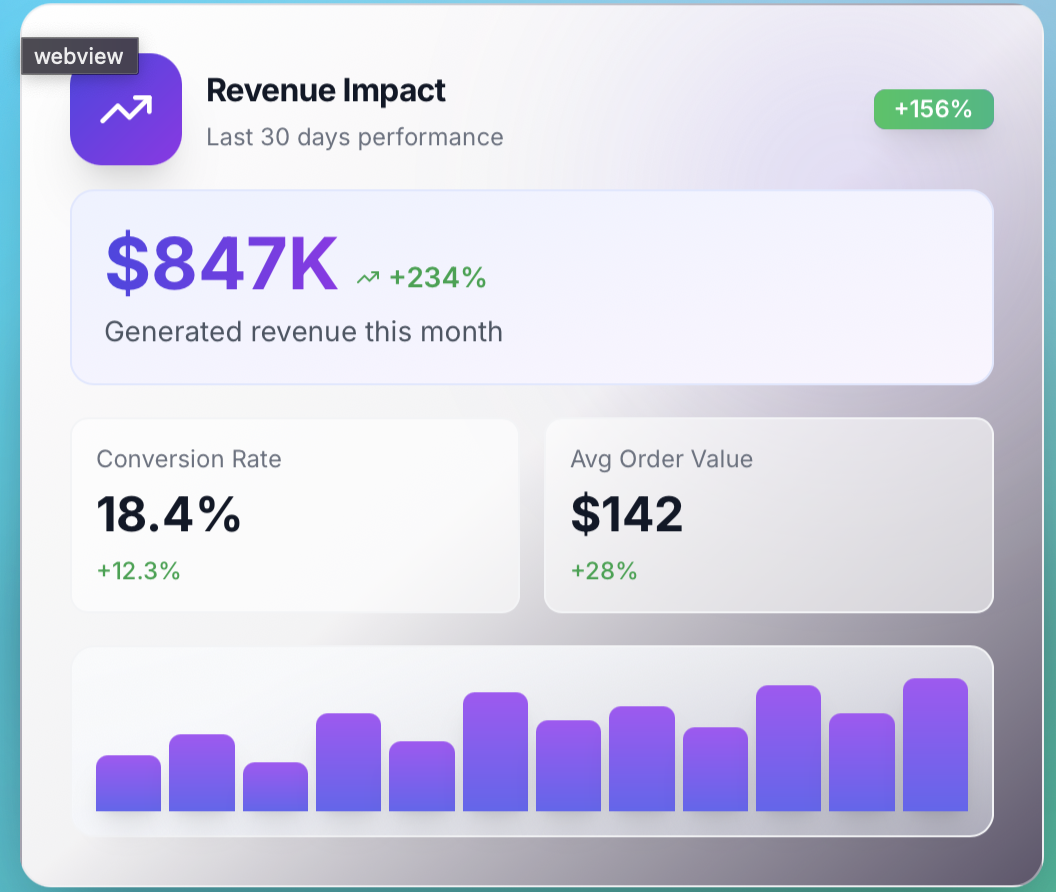 webview
Revenue Impact
Last 30 days performance
+156%
$847K +234%
Generated revenue this month
Conversion Rate
18.4%
+12.3%
Avg Order Value
$142
+28%